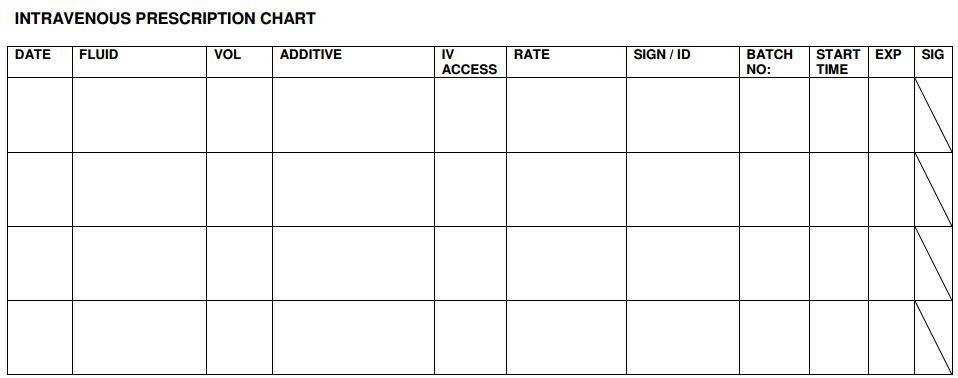 INTRAVENOUS PRESCRIPTION CHART
DATE FLUID VOL ADDITIVE IV ACCESS RATE SIGN / ID BATCH NO: START TIME EXP SIG